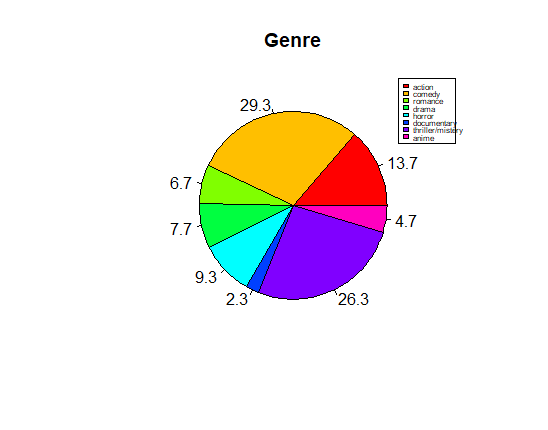 Genre
action
comedy
romance
drama
horror
documentary
thriller/mistery
anime
29.3
13.7
6.7
4.7
7.7
9.3
2.3
26.3